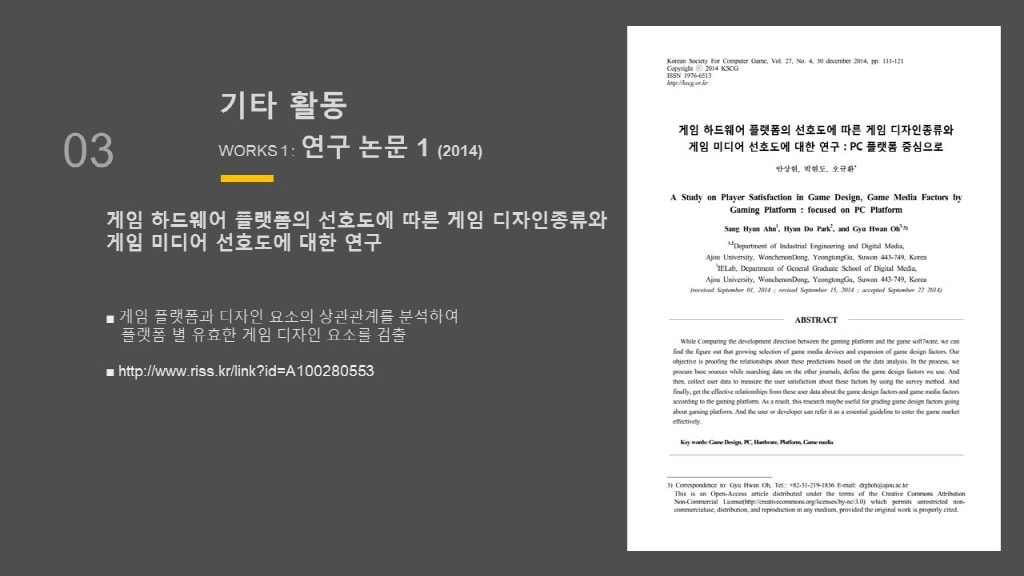 03
기타 활동
WORKS 1 : 연구 논문 1 (2014)
게임 하드웨어 플랫폼의 선호도에 따른 게임 디자인종류와
게임 미디어 선호도에 대한 연구
■ 게임 플랫폼과 디자인 요소의 상관관계를 분석하여
플랫폼 별 유효한 게임 디자인 요소를 검출
■ http://www.riss.kr/link?id=A100280553
Korean Society For Computer Game, Vol. 27, No. 4, 30 december 2014, pp. 111-121
Copyright ⓒ 2014 KSCG
ISSN 1976-6513
http://kscg.or.kr
게임 하드웨어 플랫폼의 선호도에 따른 게임 디자인종류와
게임 미디어 선호도에 대한 연구 : PC 플랫폼 중심으로
안상현, 박현도, 오규환*
A Study on Player Satisfaction in Game Design, Game Media Factors by
Gaming Platform : focused on PC Platform
Sang Hyun Ahn1, Hyun Do Park2, and Gyu Hwan Oh3,3)
Department of Industrial Engineering and Digital Media,
Ajou University, WonchenonDong, YeongtongGu, Suwon 443-749, Korea
IELab, Department of General Graduate School of Digital Media,
Ajou University, WonchenonDong, YeongtongGu, Suwon 443-749, Korea
(received September 01, 2014 ; revised September 15, 2014 ; accepted September 22 2014)
ABSTRACT
While Comparing the development direction between the gaming platform and the game soft?ware, we can
find the figure out that growing selection of game media devices and expansion of game design factors. Our
objective is proofing the relationships about these predictions based on the data analysis. In the process, we
procure base sources while searching data on the other journals, define the game design factors we use. And
then, collect user data to measure the user satisfaction about these factors by using the survey method. And
finally, get the effective relationships from these user data about the game design factors and game media factors
according to the gaming platform. As a result, this research maybe useful for grading game design factors going
about gaming platform. And the user or developer can refer it as a essential guideline to enter the game market
effectively.
Key words: Game Design, PC, Hardware, Platform, Game media
3) Correspondence to: Gyu Hwan Oh, Tel.: +82-31-219-1836 E-mail: drghoh@ajou.ac.kr
This is an Open-Access article distributed under the terms of the Creative Commons Attribution
Non-Commercial License(http://creativecommons.org/licenses/by-nc/3.0) which permits unrestricted non-
commercialuse, distribution, and reproduction in any medium, provided the original work is properly cited.